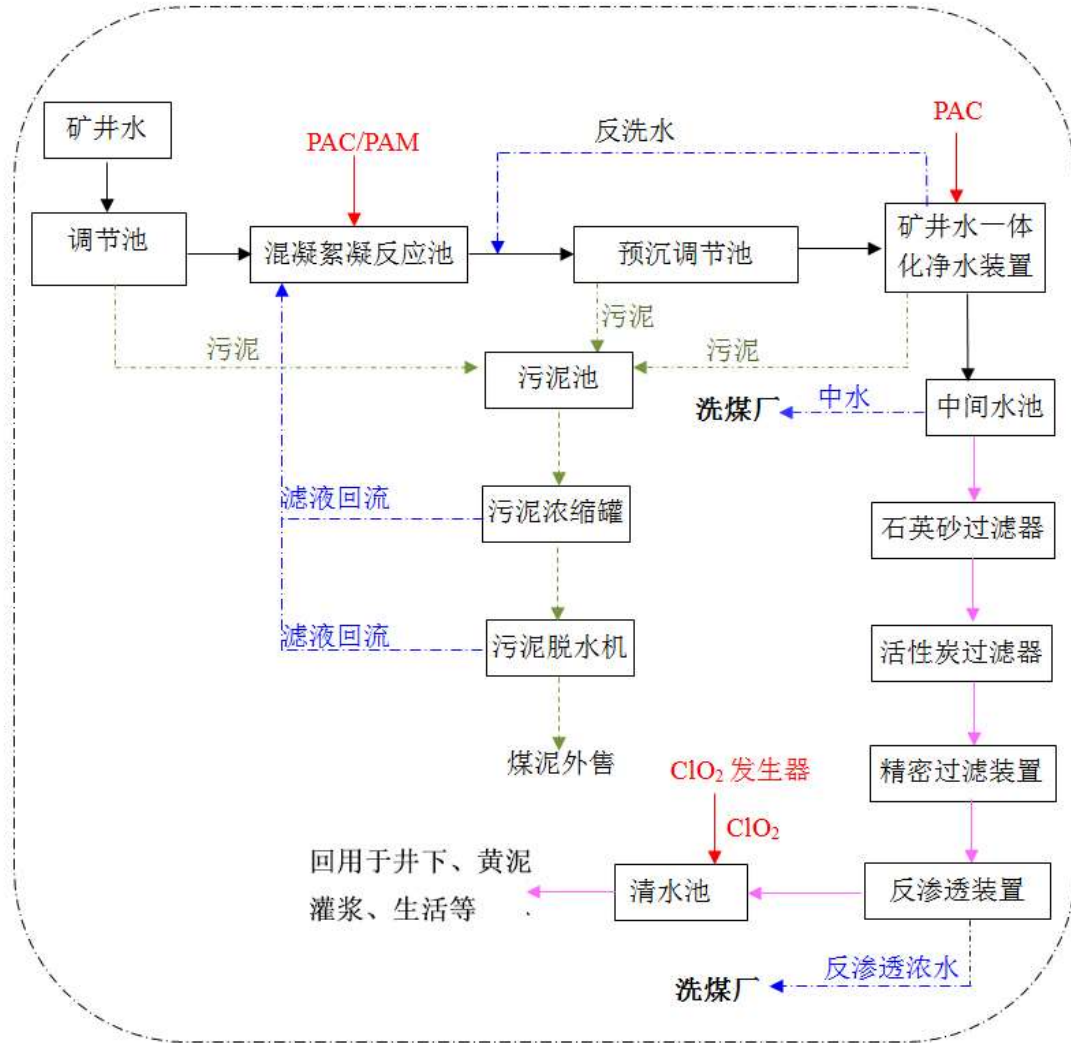 矿井水
PAC/PAM
反洗水
PAC
调节池
混凝絮凝反应池
预沉调节池
矿井水一体
化净水装置
污泥
污泥
污泥
污泥池
洗煤厂
中水
中间水池
滤液回流
污泥浓缩罐
石英砂过滤器
滤液回流
污泥脱水机
活性炭过滤器
煤泥外售
ClO₂ 发生器
精密过滤装置
ClO₂
回用于井下、黄泥
灌浆、生活等
清水池
反渗透装置
洗煤厂
反渗透浓水